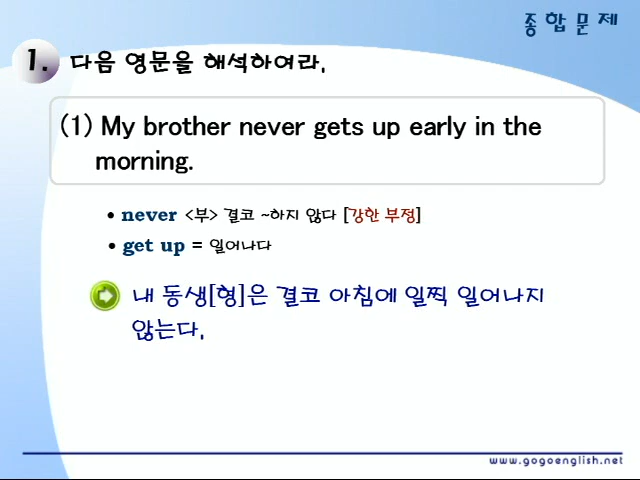 종합문제
1. 다음 영문을 해석하여라.
(1) My brother never gets up early in the
morning.
• never <부> 결코 ~하지 않다 [강한 부정]
• get up = 일어나다
내 동생[형]은 결코 아침에 일찍 일어나지
않는다.
www.gogoenglish.net